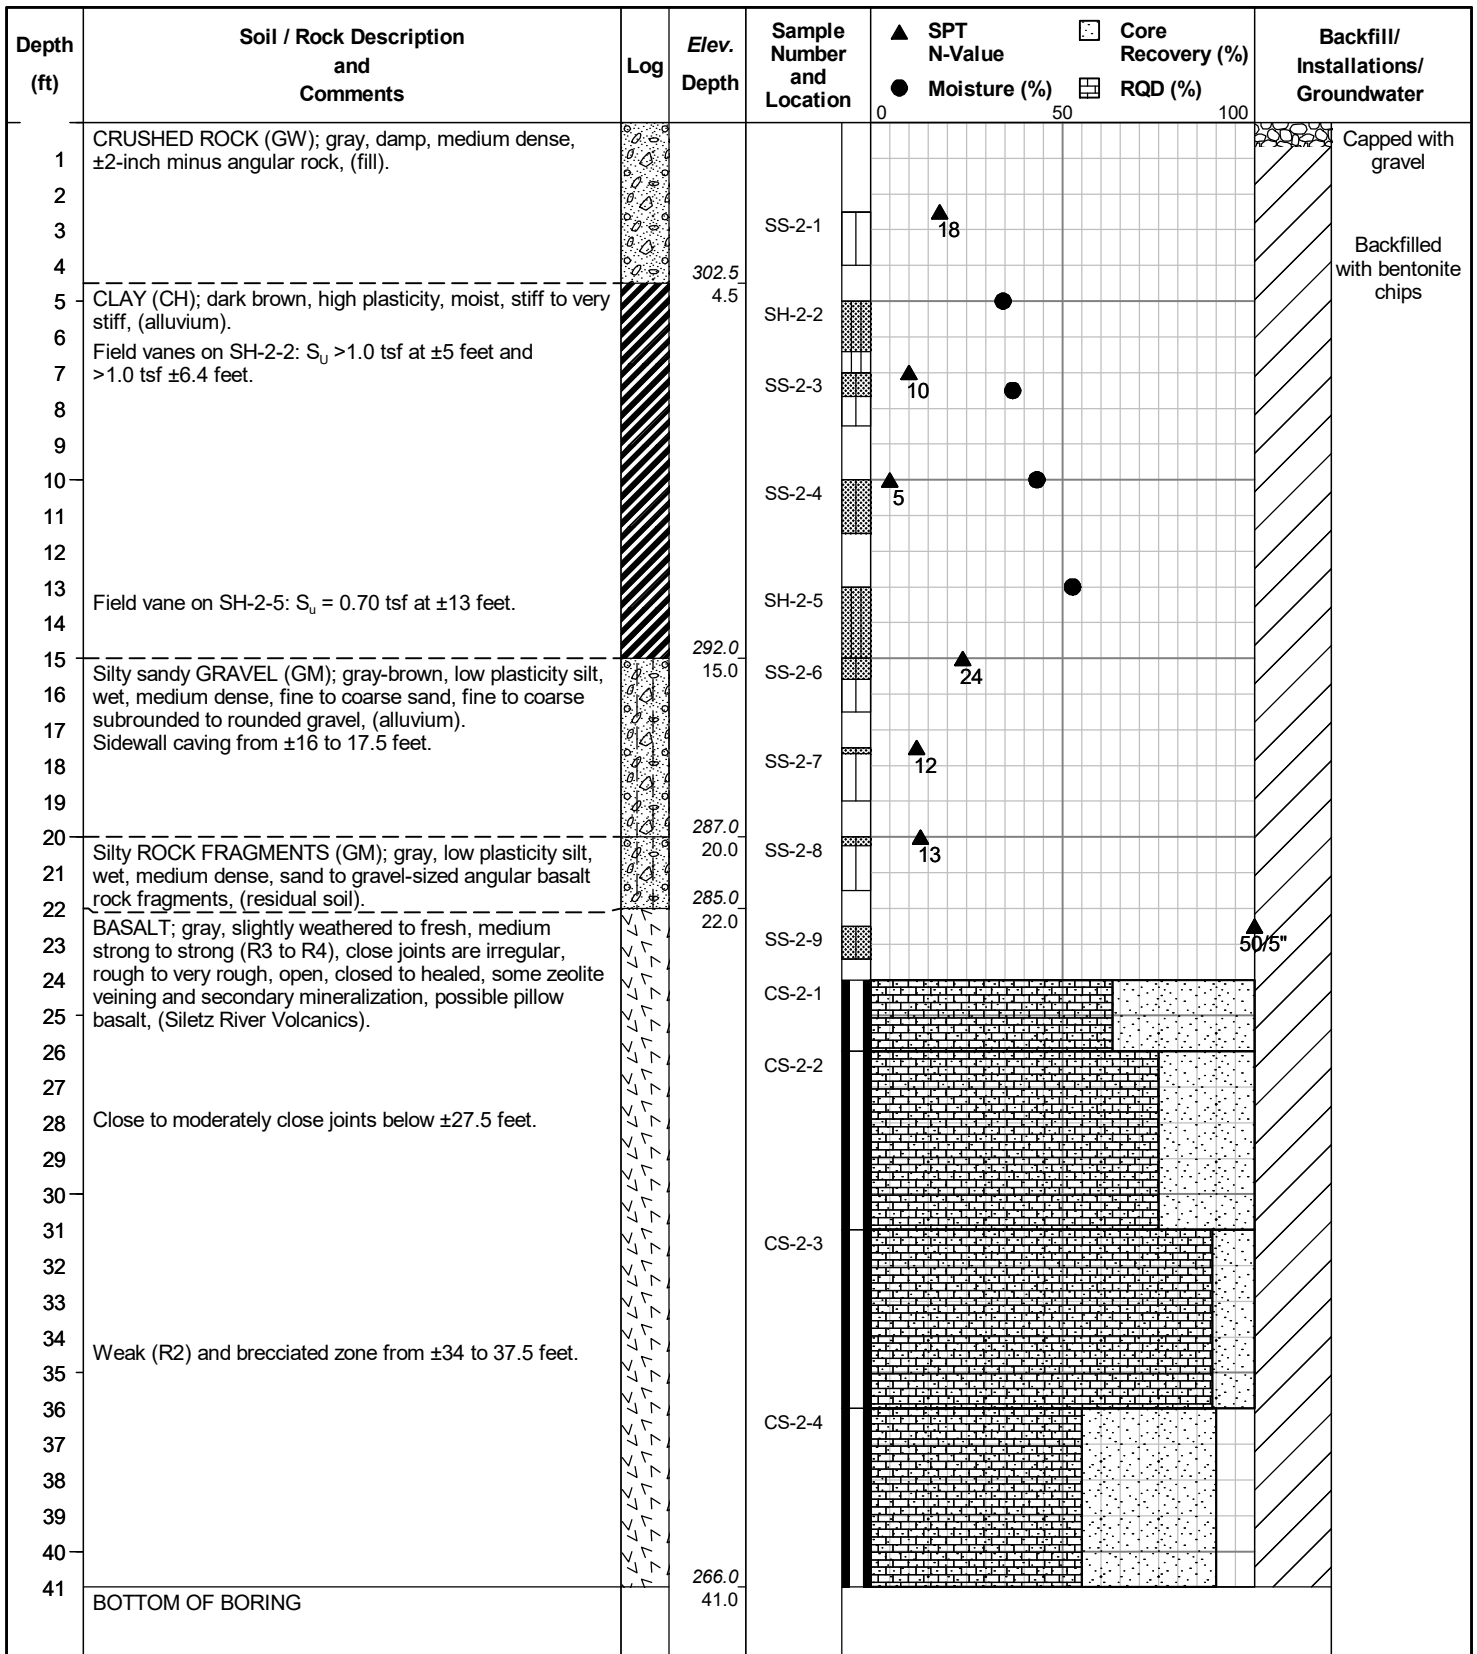 Depth
(ft)
Soil / Rock Description
and
Comments
Log
Elev.
Depth
Sample
Number
and
Location
SPT
N-Value
Core
Recovery (%)
Moisture (%)
RQD (%)
0 50 100
Backfill/
Installations/
Groundwater
CRUSHED ROCK (GW); gray, damp, medium dense,
±2-inch minus angular rock, (fill).
302.5
4.5
CLAY (CH); dark brown, high plasticity, moist, stiff to very
stiff, (alluvium).
Field vanes on SH-2-2: SU >1.0 tsf at ±5 feet and
>1.0 tsf ±6.4 feet.
Field vane on SH-2-5: Su = 0.70 tsf at ±13 feet.
292.0
15.0
Silty sandy GRAVEL (GM); gray-brown, low plasticity silt,
wet, medium dense, fine to coarse sand, fine to coarse
subrounded to rounded gravel, (alluvium).
Sidewall caving from ±16 to 17.5 feet.
287.0
20.0
Silty ROCK FRAGMENTS (GM); gray, low plasticity silt,
wet, medium dense, sand to gravel-sized angular basalt
rock fragments, (residual soil).
285.0
22.0
BASALT; gray, slightly weathered to fresh, medium
strong to strong (R3 to R4), close joints are irregular,
rough to very rough, open, closed to healed, some zeolite
veining and secondary mineralization, possible pillow
basalt, (Siletz River Volcanics).
Close to moderately close joints below ±27.5 feet.
Weak (R2) and brecciated zone from ±34 to 37.5 feet.
266.0
41.0
BOTTOM OF BORING
1
2
3
4
5
6
7
8
9
10
11
12
13
14
15
16
17
18
19
20
21
22
23
24
25
26
27
28
29
30
31
32
33
34
35
36
37
38
39
40
41
SS-2-1
SH-2-2
SS-2-3
SS-2-4
SH-2-5
SS-2-6
SS-2-7
SS-2-8
SS-2-9
CS-2-1
CS-2-2
CS-2-3
CS-2-4
18
10
5
24
12
13
50/5"
Capped with
gravel
Backfilled
with bentonite
chips